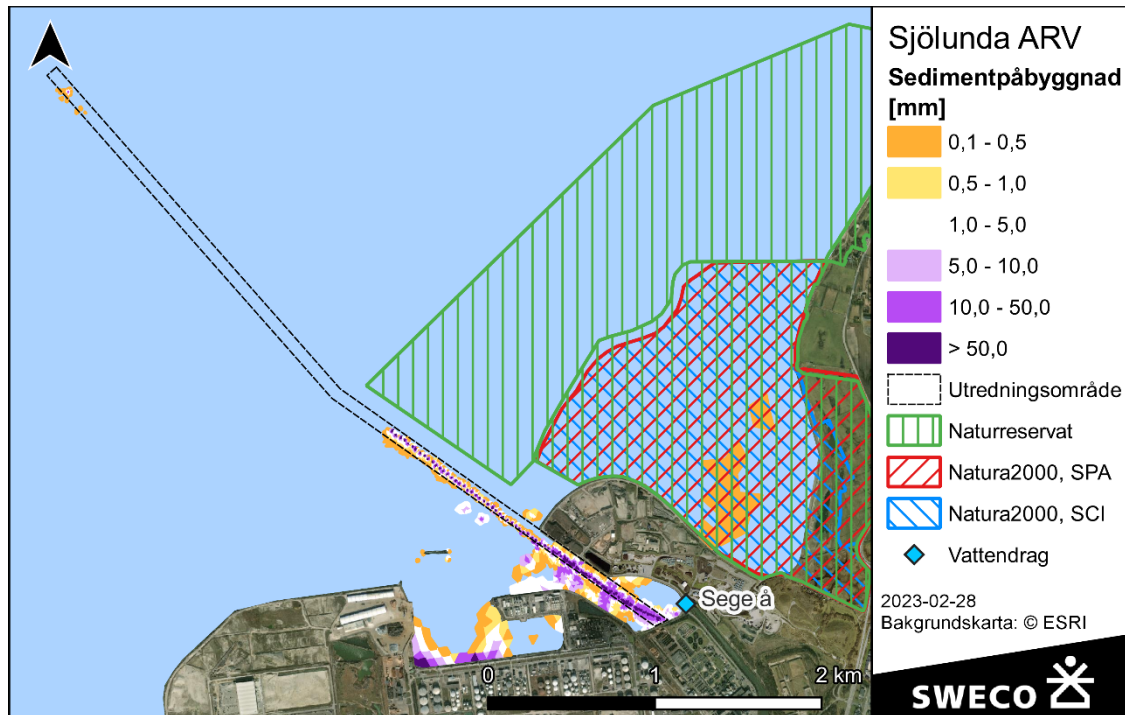 Sjölunda ARV
Sedimentpåbyggnad
[mm]
0,1 - 0,5
0,5 - 1,0
1,0 - 5,0
5,0 - 10,0
10,0 - 50,0
> 50,0
Utredningsområde
Naturreservat
Natura2000, SPA
Natura2000, SCI
Vattendrag
2023-02-28
Bakgrundskarta: © ESRI
SWECO
Sege å
0 1 2 km